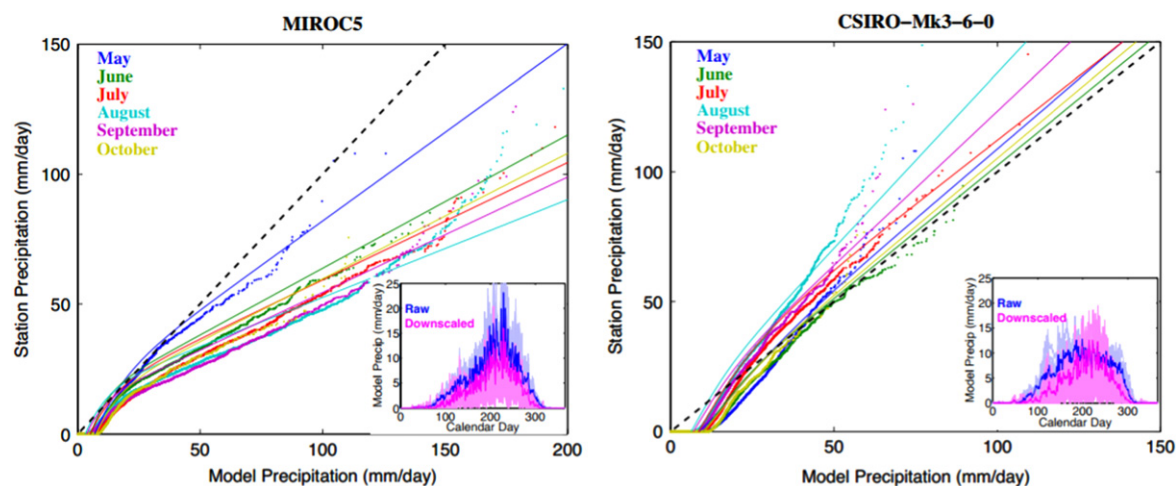 MIROC5
Station Precipitation (mm/day)
150
100
50
0
May
June
July
August
September
October
0 50 100 150 200
Model Precipitation (mm/day)
Model Precip (mm/day)
25
20
15
10
5
0
Raw
Downscaled
0 100 200 300
Calendar Day
CSIRO-Mk3-6-0
Station Precipitation (mm/day)
150
100
50
0
May
June
July
August
September
October
0 50 100 150
Model Precipitation (mm/day)
Model Precip (mm/day)
25
20
15
10
5
0
Raw
Downscaled
0 100 200 300
Calendar Day